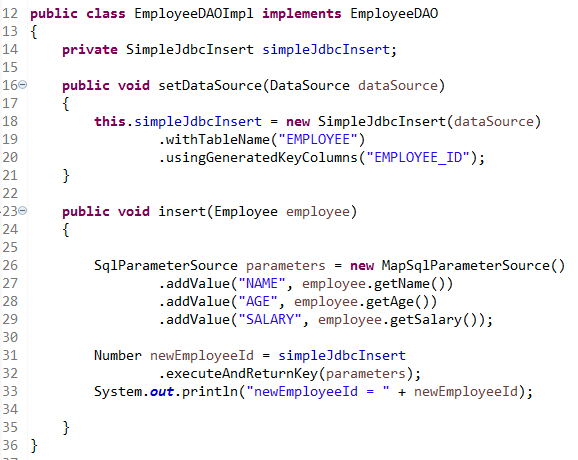 12 public class EmployeeDAOImpl implements EmployeeDAO
13 {
14     private SimpleJdbcInsert simpleJdbcInsert;
15
16     public void setDataSource(DataSource dataSource)
17     {
18         this.simpleJdbcInsert = new SimpleJdbcInsert(dataSource)
19                 .withTableName("EMPLOYEE")
20                 .usingGeneratedKeyColumns("EMPLOYEE_ID");
21     }
22
23     public void insert(Employee employee)
24     {
25
26         SqlParameterSource parameters = new MapSqlParameterSource()
27                 .addValue("NAME", employee.getName())
28                 .addValue("AGE", employee.getAge())
29                 .addValue("SALARY", employee.getSalary());
30
31         Number newEmployeeId = simpleJdbcInsert
32                 .executeAndReturnKey(parameters);
33         System.out.println("newEmployeeId = " + newEmployeeId);
34
35     }
36 }